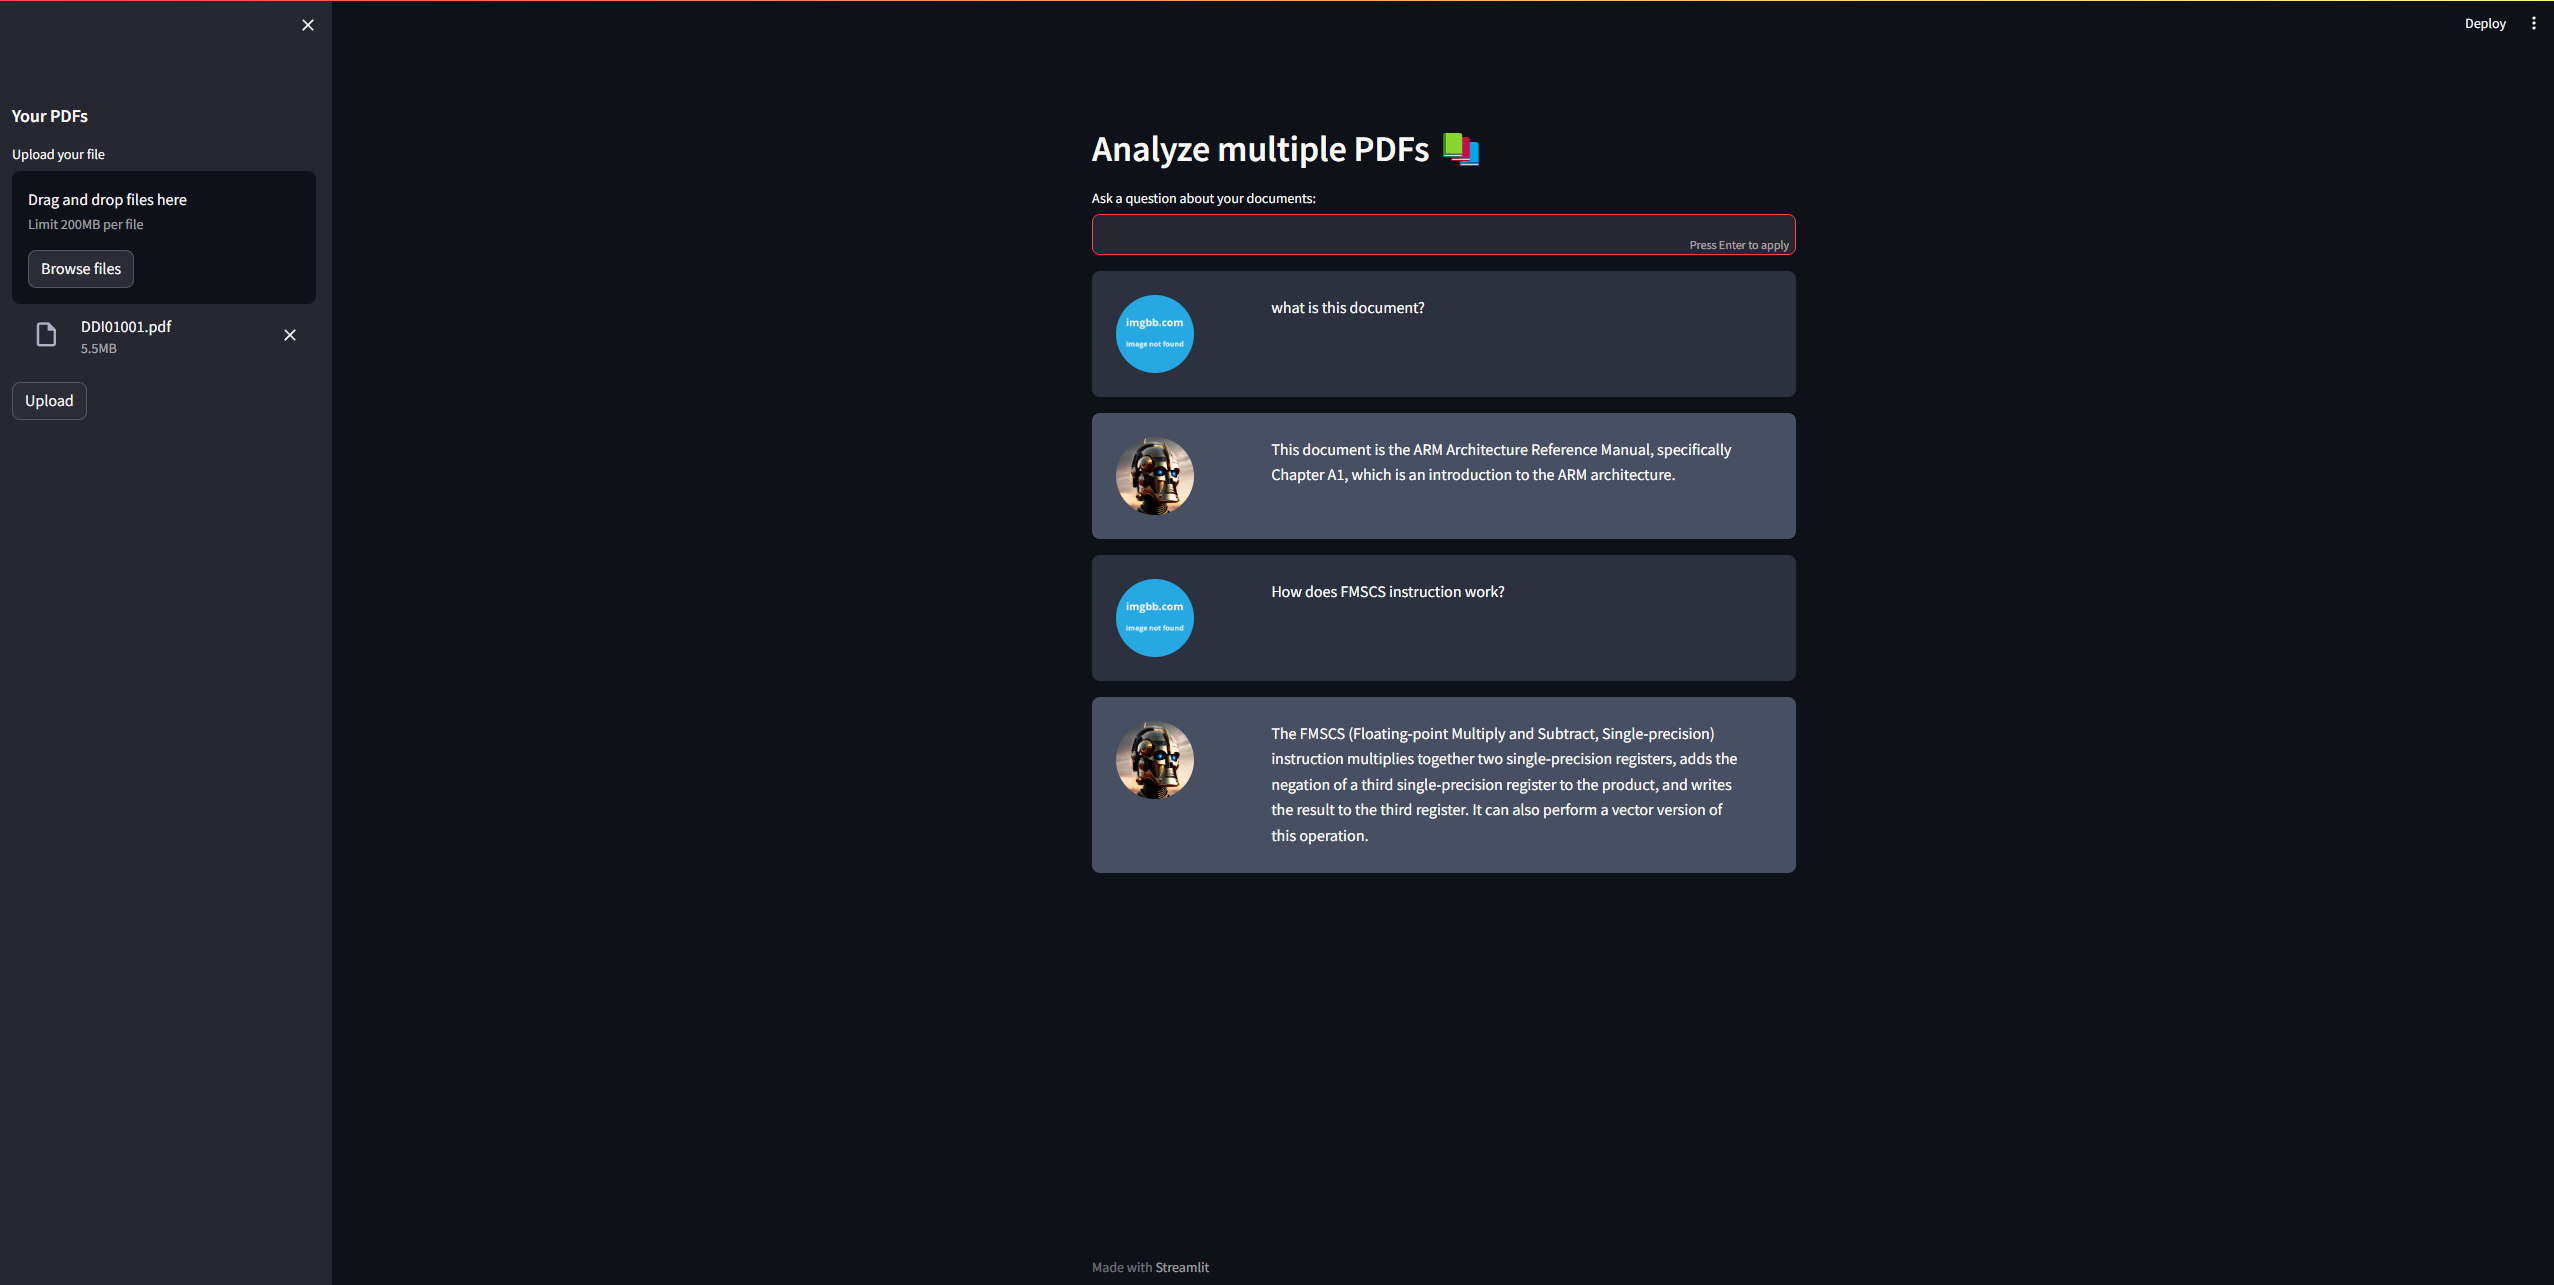 Deploy
Your PDFs
Upload your file
Drag and drop files here
Limit 200MB per file
Browse files
DDI01001.pdf
5.5MB
Upload
Analyze multiple PDFs
Ask a question about your documents:
Press Enter to apply
imgbb.com
image not found
what is this document?
This document is the ARM Architecture Reference Manual, specifically
Chapter A1, which is an introduction to the ARM architecture.
imgbb.com
image not found
How does FMSCS instruction work?
The FMSCS (Floating-point Multiply and Subtract, Single-precision)
instruction multiplies together two single-precision registers, adds the
negation of a third single-precision register to the product, and writes
the result to the third register. It can also perform a vector version of
this operation.
Made with Streamlit